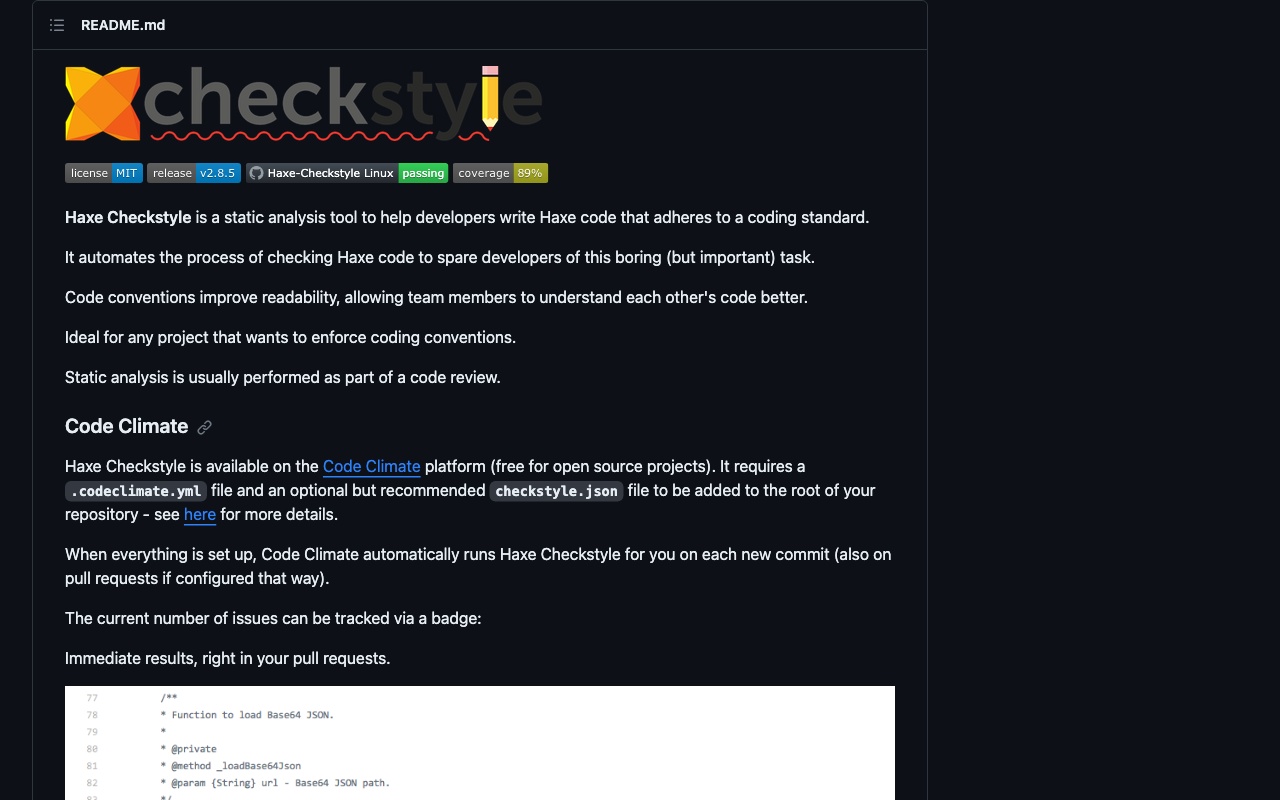 README.md
checkstyle
license MIT release v2.8.5 Haxe-Checkstyle Linux passing coverage 89%
Haxe Checkstyle is a static analysis tool to help developers write Haxe code that adheres to a coding standard.
It automates the process of checking Haxe code to spare developers of this boring (but important) task.
Code conventions improve readability, allowing team members to understand each other's code better.
Ideal for any project that wants to enforce coding conventions.
Static analysis is usually performed as part of a code review.
Code Climate
Haxe Checkstyle is available on the Code Climate platform (free for open source projects). It requires a
.codeclimate.yml file and an optional but recommended checkstyle.json file to be added to the root of your
repository - see here for more details.
When everything is set up, Code Climate automatically runs Haxe Checkstyle for you on each new commit (also on
pull requests if configured that way).
The current number of issues can be tracked via a badge:
Immediate results, right in your pull requests.
77 /**
78 * Function to load Base64 JSON.
79 *
80 * @private
81 * @method _loadBase64Json
82 * @param {String} url - Base64 JSON path.
83 */